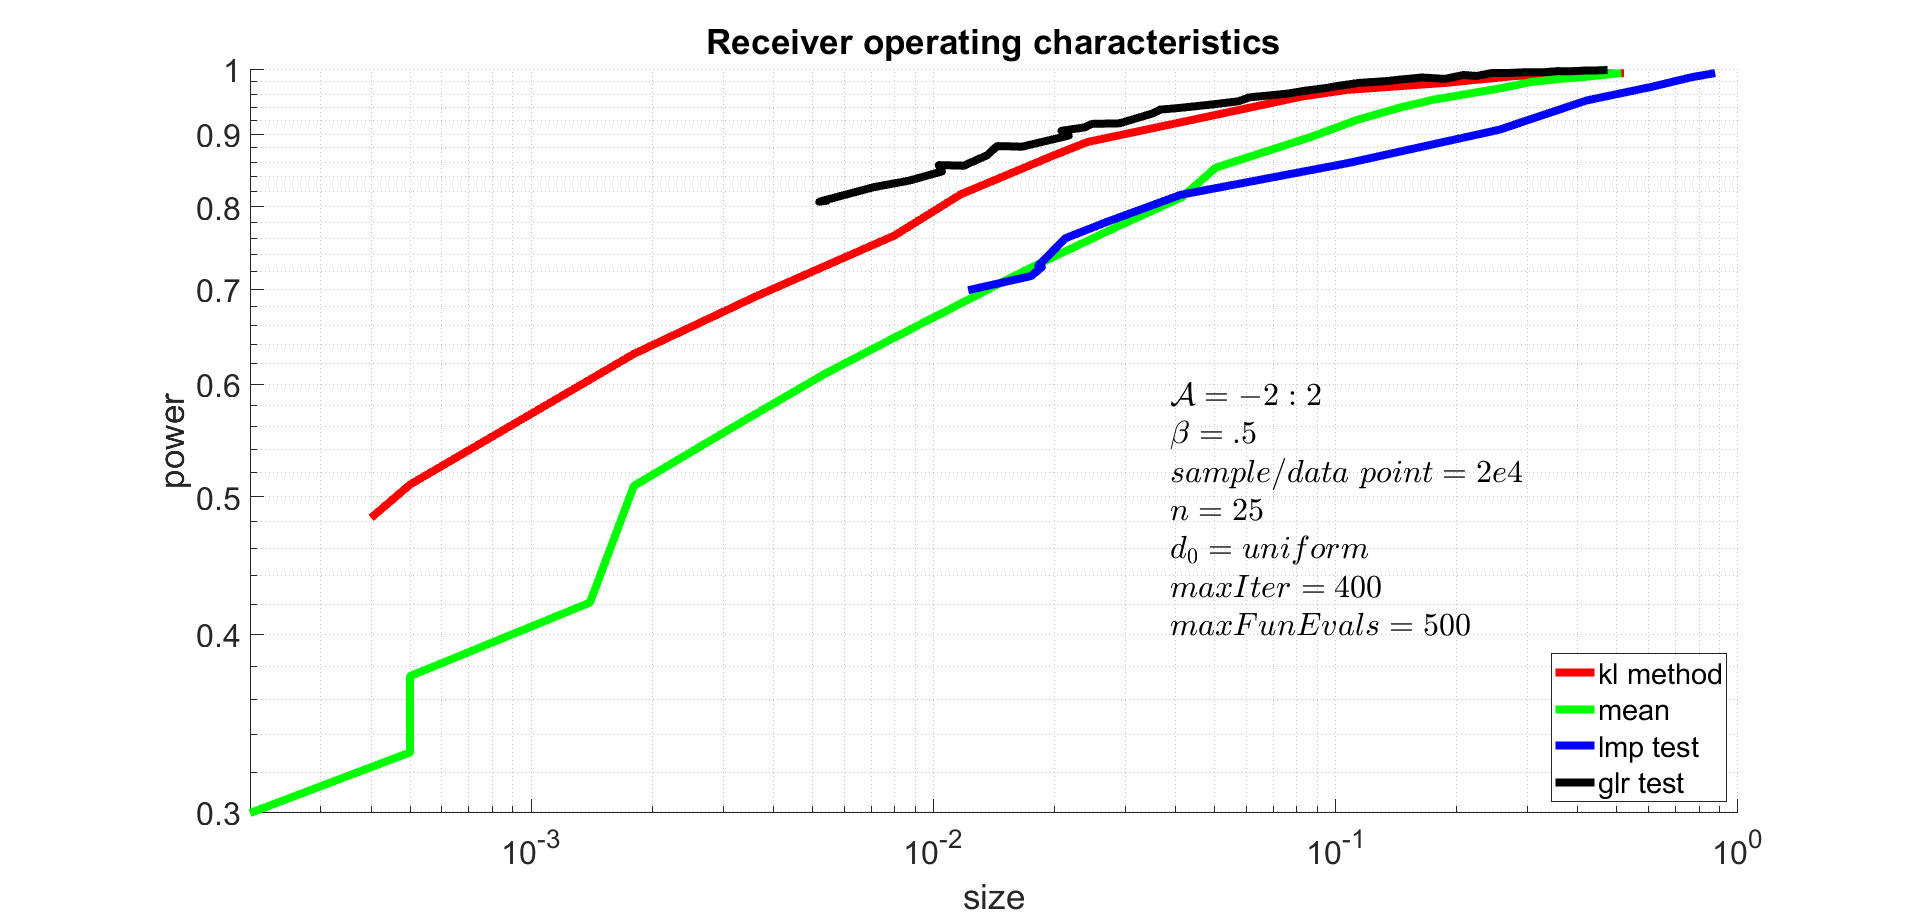 Receiver operating characteristics
1
0.9
0.8
0.7
0.6
0.5
0.4
0.3
power
𝒜 = −2 : 2
β = .5
sample/data point = 2e4
n = 25
d₀ = uniform
maxIter = 400
maxFunEvals = 500
kl method
mean
lmp test
glr test
10⁻³ 10⁻² 10⁻¹ 10⁰
size